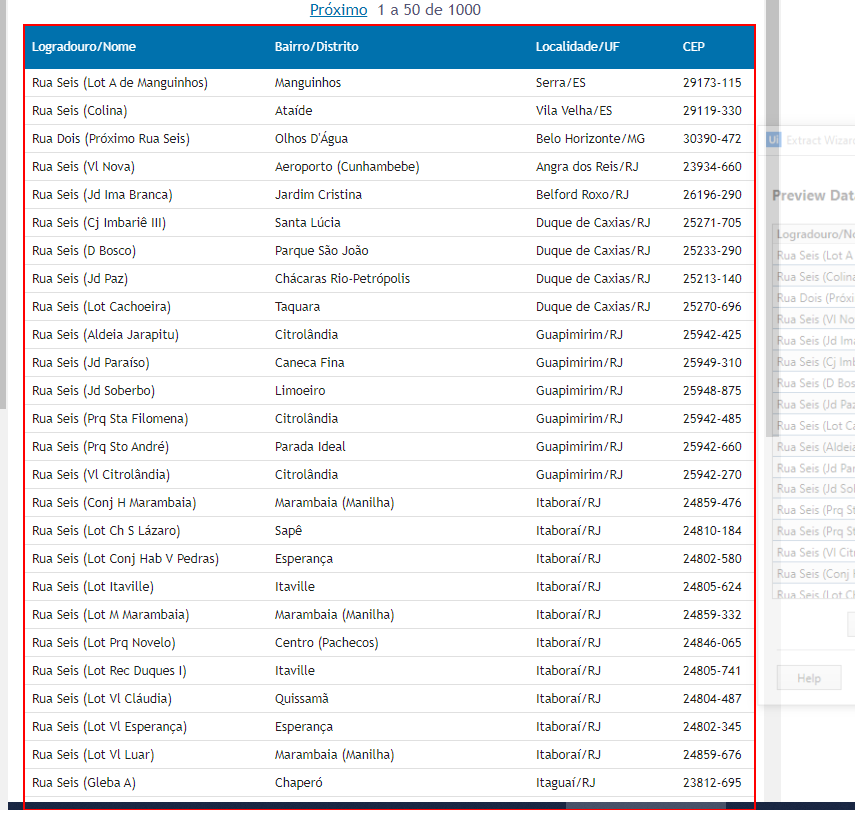 Próximo 1 a 50 de 1000
Logradouro/Nome Bairro/Distrito Localidade/UF CEP
Rua Seis (Lot A de Manguinhos) Manguinhos Serra/ES 29173-115
Rua Seis (Colina) Ataíde Vila Velha/ES 29119-330
Rua Dois (Próximo Rua Seis) Olhos D'Água Belo Horizonte/MG 30390-472
Rua Seis (Vl Nova) Aeroporto (Cunhambebe) Angra dos Reis/RJ 23934-660
Rua Seis (Jd Ima Branca) Jardim Cristina Belford Roxo/RJ 26196-290
Rua Seis (Cj Imbariê III) Santa Lúcia Duque de Caxias/RJ 25271-705
Rua Seis (D Bosco) Parque São João Duque de Caxias/RJ 25233-290
Rua Seis (Jd Paz) Chácaras Rio-Petrópolis Duque de Caxias/RJ 25213-140
Rua Seis (Lot Cachoeira) Taquara Duque de Caxias/RJ 25270-696
Rua Seis (Aldeia Jarapitu) Citrolândia Guapimirim/RJ 25942-425
Rua Seis (Jd Paraíso) Caneca Fina Guapimirim/RJ 25949-310
Rua Seis (Jd Soberbo) Limoeiro Guapimirim/RJ 25948-875
Rua Seis (Prq Sta Filomena) Citrolândia Guapimirim/RJ 25942-485
Rua Seis (Prq Sto André) Parada Ideal Guapimirim/RJ 25942-660
Rua Seis (Vl Citrolândia) Citrolândia Guapimirim/RJ 25942-270
Rua Seis (Conj H Marambaia) Marambaia (Manilha) Itaboraí/RJ 24859-476
Rua Seis (Lot Ch S Lázaro) Sapê Itaboraí/RJ 24810-184
Rua Seis (Lot Conj Hab V Pedras) Esperança Itaboraí/RJ 24802-580
Rua Seis (Lot Itaville) Itaville Itaboraí/RJ 24805-624
Rua Seis (Lot M Marambaia) Marambaia (Manilha) Itaboraí/RJ 24859-332
Rua Seis (Lot Prq Novelo) Centro (Pachecos) Itaboraí/RJ 24846-065
Rua Seis (Lot Rec Duques I) Itaville Itaboraí/RJ 24805-741
Rua Seis (Lot Vl Cláudia) Quissamã Itaboraí/RJ 24804-487
Rua Seis (Lot Vl Esperança) Esperança Itaboraí/RJ 24802-345
Rua Seis (Lot Vl Luar) Marambaia (Manilha) Itaboraí/RJ 24859-676
Rua Seis (Gleba A) Chaperó Itaguaí/RJ 23812-695
Ui Extract Wizard
Preview Dat
Logradouro/No
Rua Seis (Lot A
Rua Seis (Colina
Rua Dois (Próxi
Rua Seis (Vl No
Rua Seis (Jd Ima
Rua Seis (Cj Imb
Rua Seis (D Bos
Rua Seis (Jd Paz
Rua Seis (Lot Ca
Rua Seis (Aldeia
Rua Seis (Jd Par
Rua Seis (Jd Sol
Rua Seis (Prq St
Rua Seis (Prq St
Rua Seis (Vl Cit
Rua Seis (Conj H
Rua Seis (Lot Ch
Help